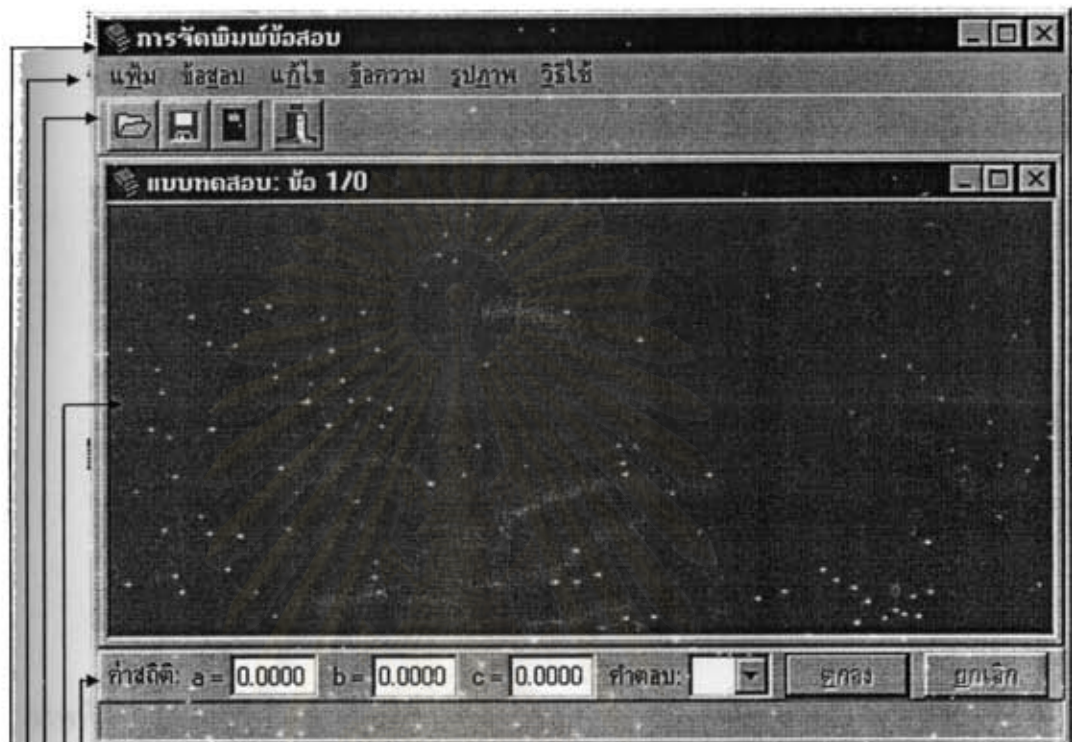 การจัดพิมพ์ข้อสอบ
แฟ้ม ข้อสอบ แก้ไข ข้อความ รูปภาพ วิธีใช้
แบบทดสอบ: ข้อ 1/0
ค่าสถิติ: a = 0.0000 b = 0.0000 c = 0.0000 คำตอบ: ตกลง ยกเลิก